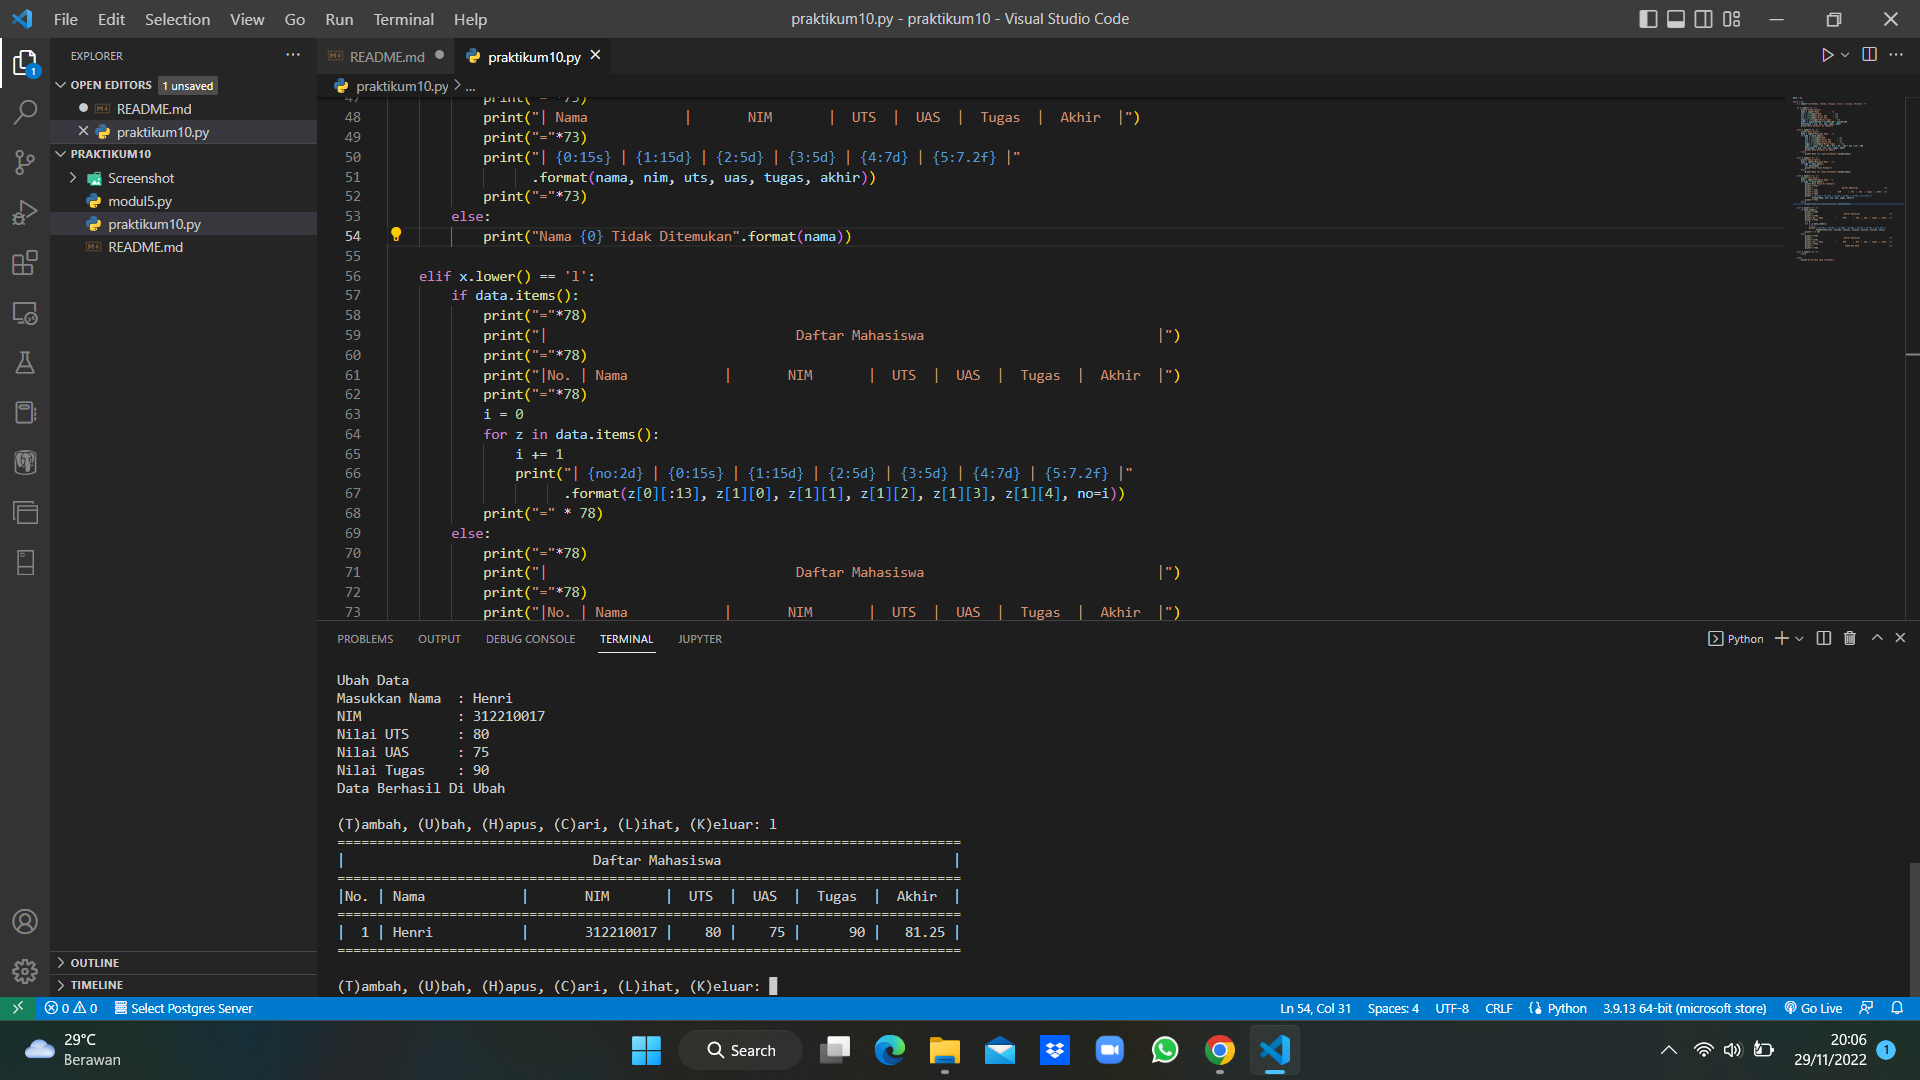 File Edit Selection View Go Run Terminal Help
praktikum10.py - praktikum10 - Visual Studio Code
EXPLORER
OPEN EDITORS 1 unsaved
README.md
praktikum10.py
PRAKTIKUM10
Screenshot
modul5.py
praktikum10.py
README.md
OUTLINE
TIMELINE
README.md
praktikum10.py
praktikum10.py > ...
47 print("="*73)
48 print("| Nama            |       NIM       |  UTS  |  UAS  |  Tugas  |  Akhir  |")
49 print("="*73)
50 print("| {0:15s} | {1:15d} | {2:5d} | {3:5d} | {4:7d} | {5:7.2f} |"
51 .format(nama, nim, uts, uas, tugas, akhir))
52 print("="*73)
53 else:
54 print("Nama {0} Tidak Ditemukan".format(nama))
55
56 elif x.lower() == 'l':
57 if data.items():
58 print("="*78)
59 print("|                               Daftar Mahasiswa                             |")
60 print("="*78)
61 print("|No. | Nama            |       NIM       |  UTS  |  UAS  |  Tugas  |  Akhir  |")
62 print("="*78)
63 i = 0
64 for z in data.items():
65 i += 1
66 print("| {no:2d} | {0:15s} | {1:15d} | {2:5d} | {3:5d} | {4:7d} | {5:7.2f} |"
67 .format(z[0][:13], z[1][0], z[1][1], z[1][2], z[1][3], z[1][4], no=i))
68 print("=" * 78)
69 else:
70 print("="*78)
71 print("|                               Daftar Mahasiswa                             |")
72 print("="*78)
73 print("|No. | Nama            |       NIM       |  UTS  |  UAS  |  Tugas  |  Akhir  |")
PROBLEMS OUTPUT DEBUG CONSOLE TERMINAL JUPYTER
Python
Ubah Data
Masukkan Nama  : Henri
NIM            : 312210017
Nilai UTS      : 80
Nilai UAS      : 75
Nilai Tugas    : 90
Data Berhasil Di Ubah
(T)ambah, (U)bah, (H)apus, (C)ari, (L)ihat, (K)eluar: l
==============================================================================
|                               Daftar Mahasiswa                             |
==============================================================================
|No. | Nama            |       NIM       |  UTS  |  UAS  |  Tugas  |  Akhir  |
==============================================================================
|  1 | Henri           |       312210017 |    80 |    75 |      90 |   81.25 |
==============================================================================
(T)ambah, (U)bah, (H)apus, (C)ari, (L)ihat, (K)eluar:
0 0 Select Postgres Server
Ln 54, Col 31 Spaces: 4 UTF-8 CRLF Python 3.9.13 64-bit (microsoft store) Go Live
29°C
Berawan
Search
20:06
29/11/2022
1